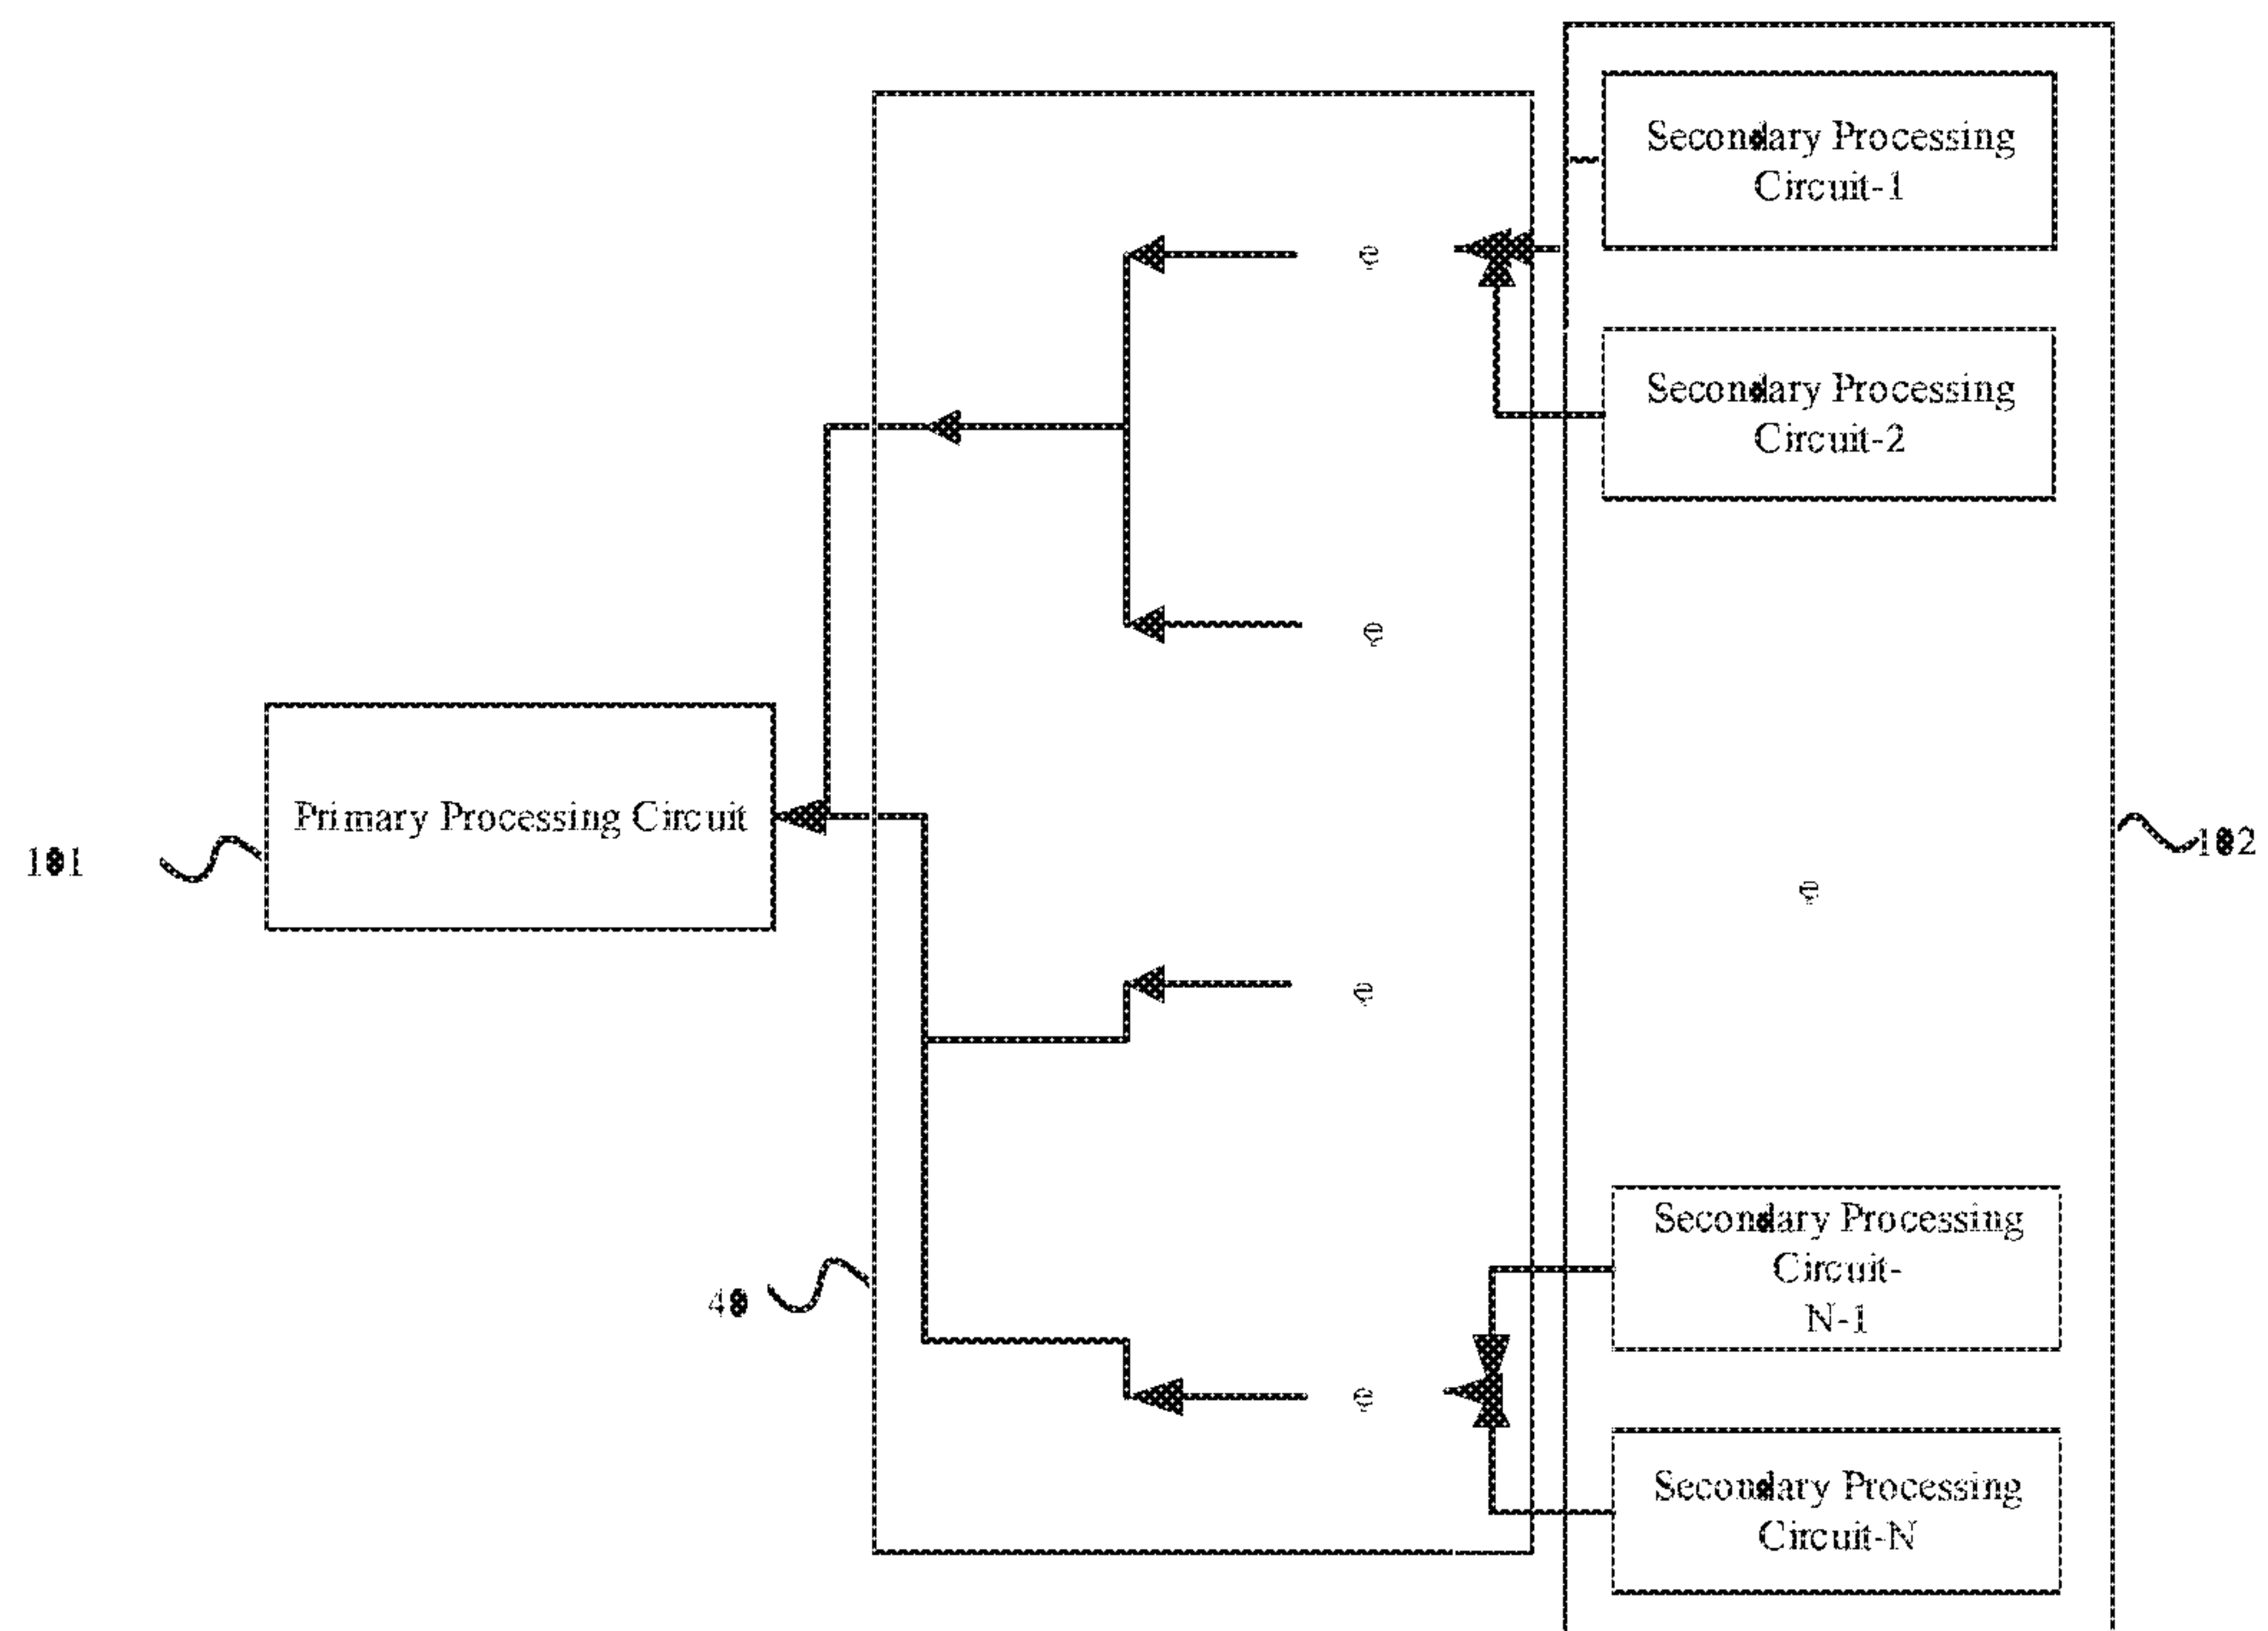 Secondary Processing
Circuit-1
Secondary Processing
Circuit-2
Primary Processing Circuit
101
102
40
Secondary Processing
Circuit-
N-1
Secondary Processing
Circuit-N